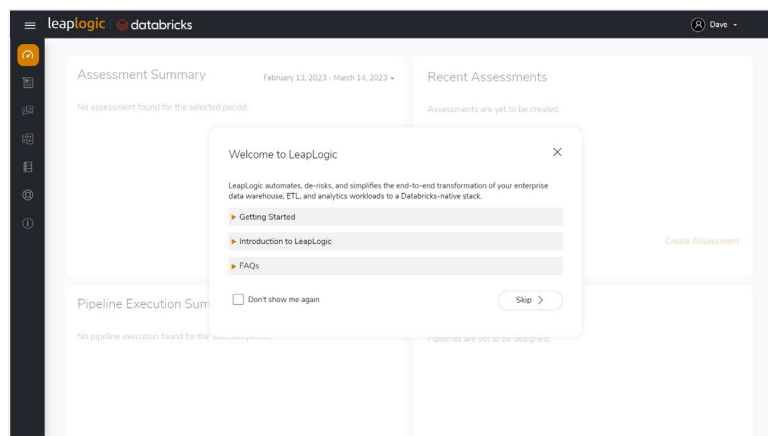 leaplogic databricks
Dave
Assessment Summary
February 13, 2023 - March 14, 2023
No assessment found for the selected period.
Recent Assessments
Assessments are yet to be created.
Create Assessment
Welcome to LeapLogic
LeapLogic automates, de-risks, and simplifies the end-to-end transformation of your enterprise
data warehouse, ETL, and analytics workloads to a Databricks-native stack.
Getting Started
Introduction to LeapLogic
FAQs
Don't show me again
Skip
Pipeline Execution Sum
No pipeline execution found for the selected period.
Pipelines are yet to be designed.